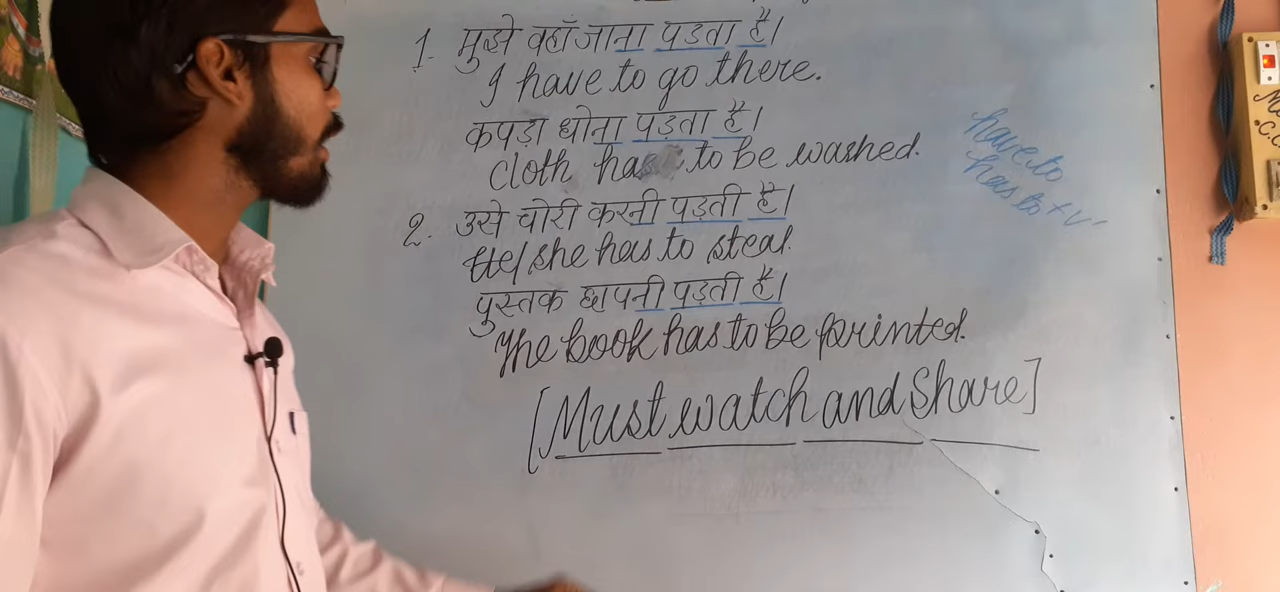 1. मुझे वहाँ जाना पड़ता है।
I have to go there.
कपड़ा धोना पड़ता है।
cloth has to be washed.
2. उसे चोरी करनी पड़ती है।
He/she has to steal.
पुस्तक छापनी पड़ती है।
The book has to be printed.
[Must watch and Share]
have to
has to + v'